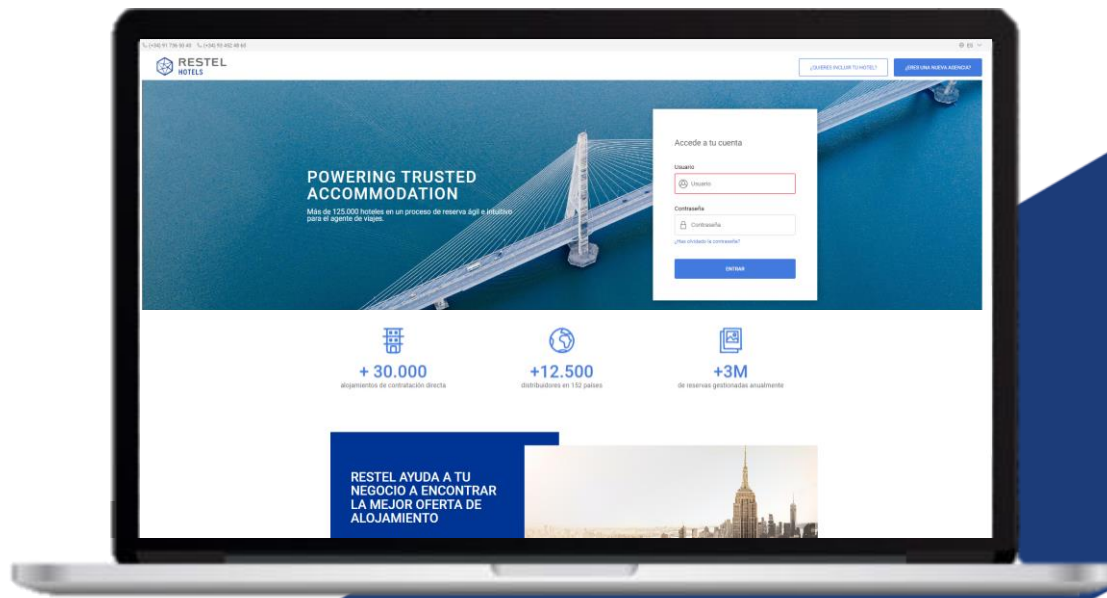 RESTEL
HOTELS
¿QUIERES INCLUIR TU HOTEL?
¿ERES UNA NUEVA AGENCIA?
POWERING TRUSTED
ACCOMMODATION
Más de 125.000 hoteles en un proceso de reserva ágil e intuitivo
para el agente de viajes.
Accede a tu cuenta
Usuario
Usuario
Contraseña
Contraseña
¿Has olvidado la contraseña?
ENTRAR
+ 30.000
alojamientos de contratación directa
+12.500
distribuidores en 152 países
+3M
de reservas gestionadas anualmente
RESTEL AYUDA A TU
NEGOCIO A ENCONTRAR
LA MEJOR OFERTA DE
ALOJAMIENTO